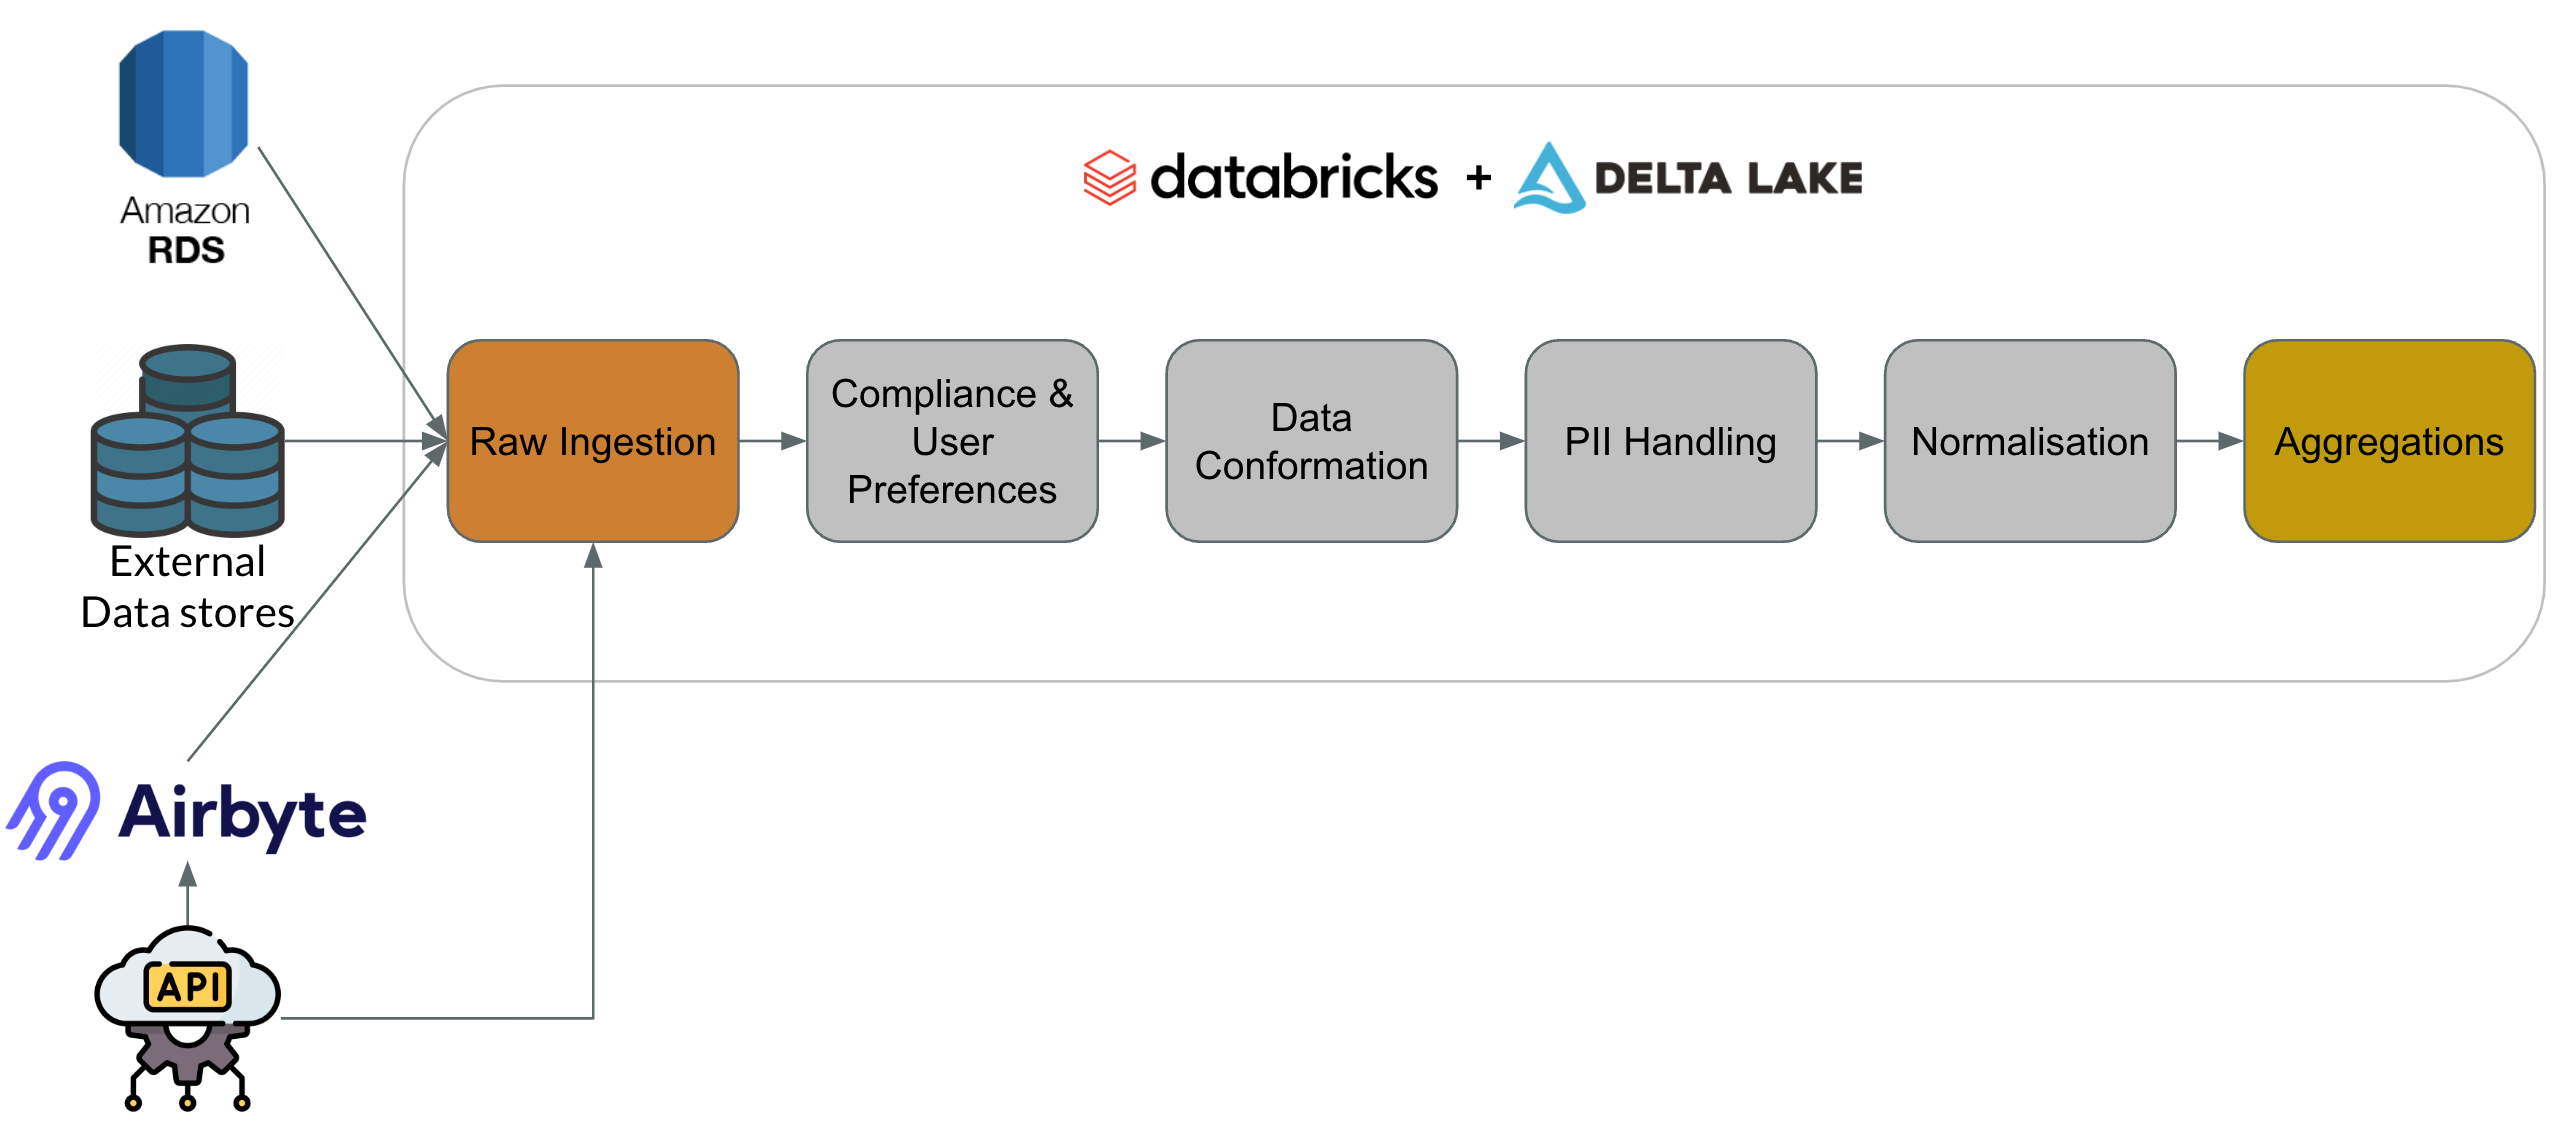 Amazon
RDS
databricks + DELTA LAKE
External
Data stores
Raw Ingestion
Compliance &
User
Preferences
Data
Conformation
PII Handling
Normalisation
Aggregations
Airbyte
API